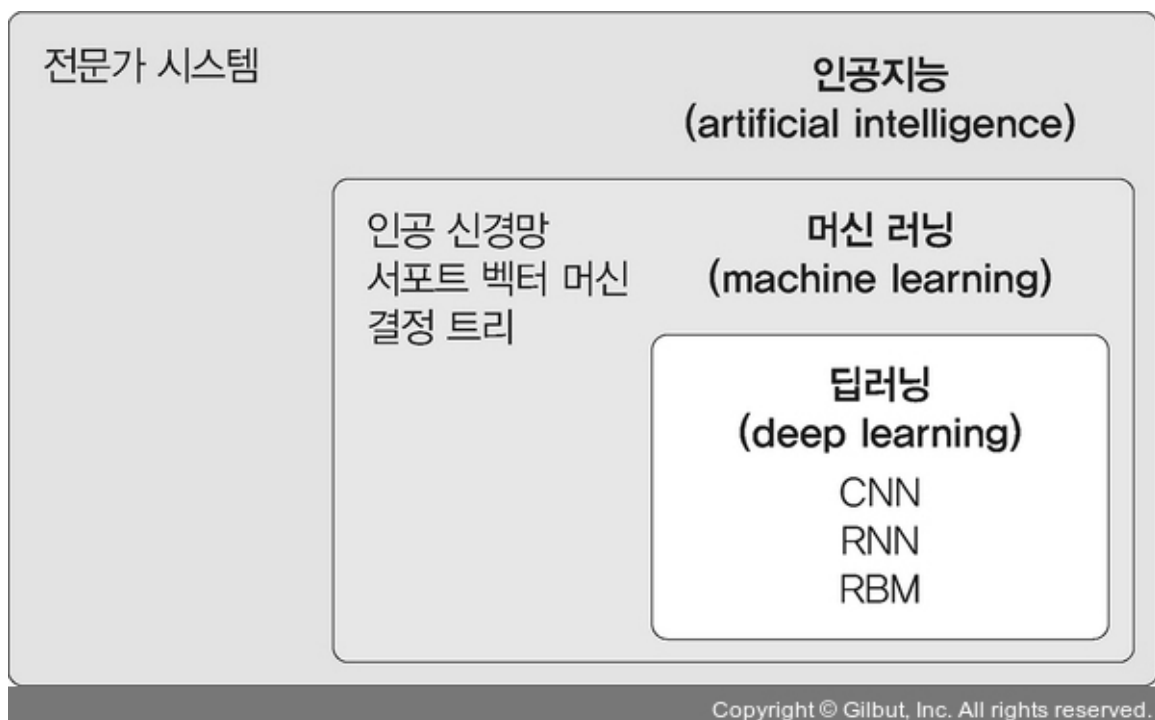 전문가 시스템
인공지능
(artificial intelligence)
인공 신경망
서포트 벡터 머신
결정 트리
머신 러닝
(machine learning)
딥러닝
(deep learning)
CNN
RNN
RBM
Copyright © Gilbut, Inc. All rights reserved.